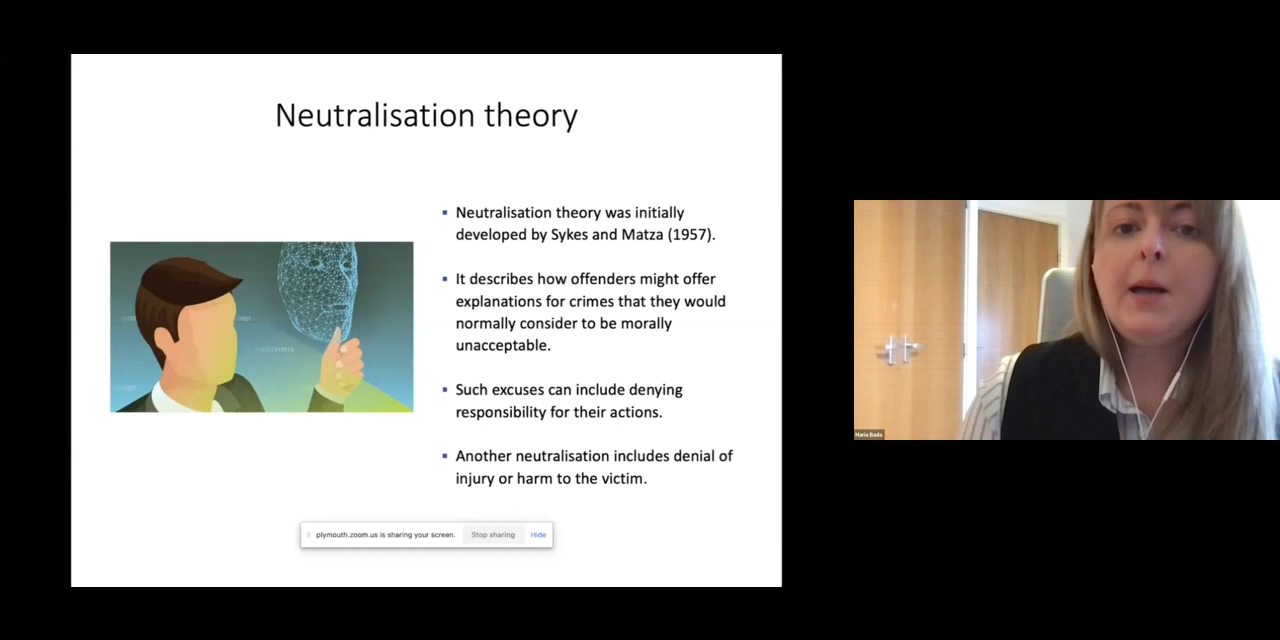 Neutralisation theory
Neutralisation theory was initially
developed by Sykes and Matza (1957).
It describes how offenders might offer
explanations for crimes that they would
normally consider to be morally
unacceptable.
Such excuses can include denying
responsibility for their actions.
Another neutralisation includes denial of
injury or harm to the victim.
plymouth.zoom.us is sharing your screen. Stop sharing Hide
Maria Bada